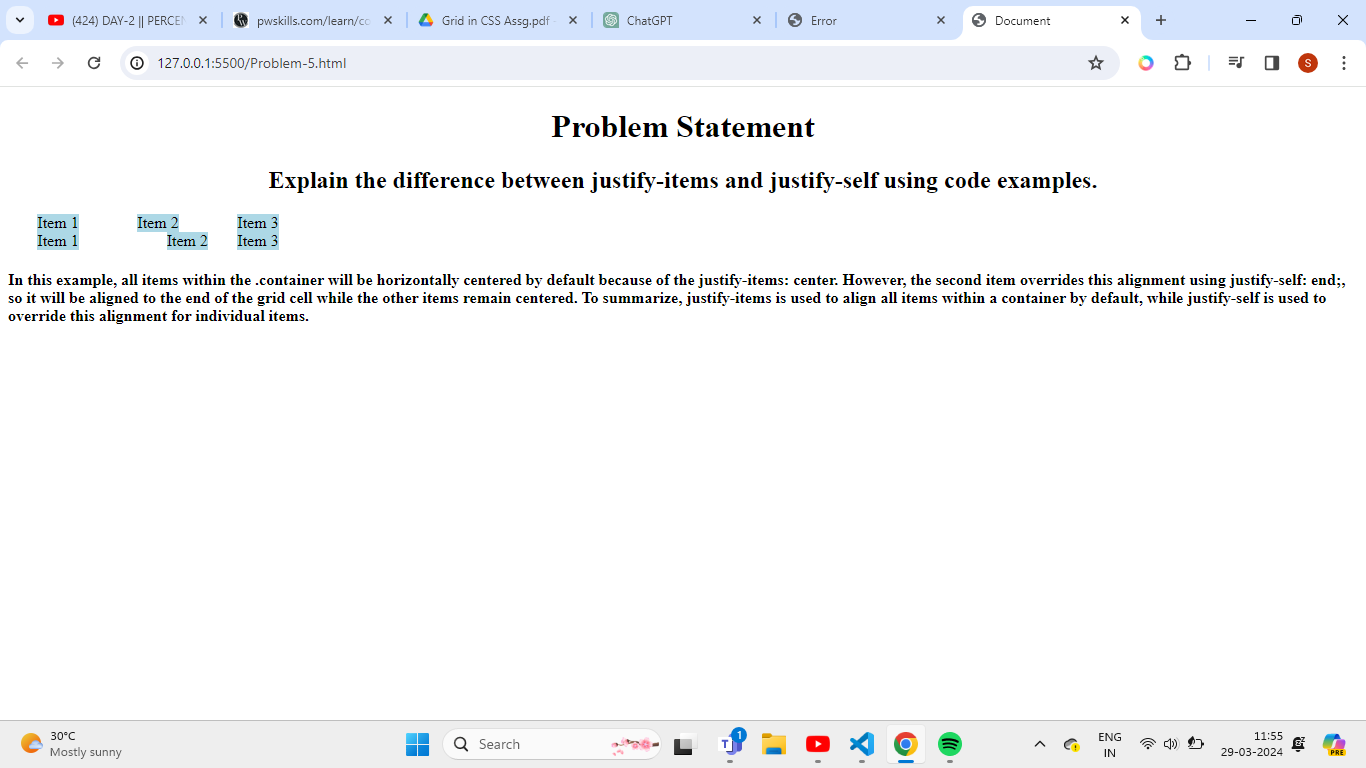 (424) DAY-2 || PERCEN
pwskills.com/learn/co
Grid in CSS Assg.pdf
ChatGPT
Error
Document
127.0.0.1:5500/Problem-5.html
S
Problem Statement
Explain the difference between justify-items and justify-self using code examples.
Item 1 Item 2 Item 3
Item 1 Item 2 Item 3
In this example, all items within the .container will be horizontally centered by default because of the justify-items: center. However, the second item overrides this alignment using justify-self: end;,
so it will be aligned to the end of the grid cell while the other items remain centered. To summarize, justify-items is used to align all items within a container by default, while justify-self is used to
override this alignment for individual items.
30°C
Mostly sunny
Search
1
ENG
IN
11:55
29-03-2024
PRE